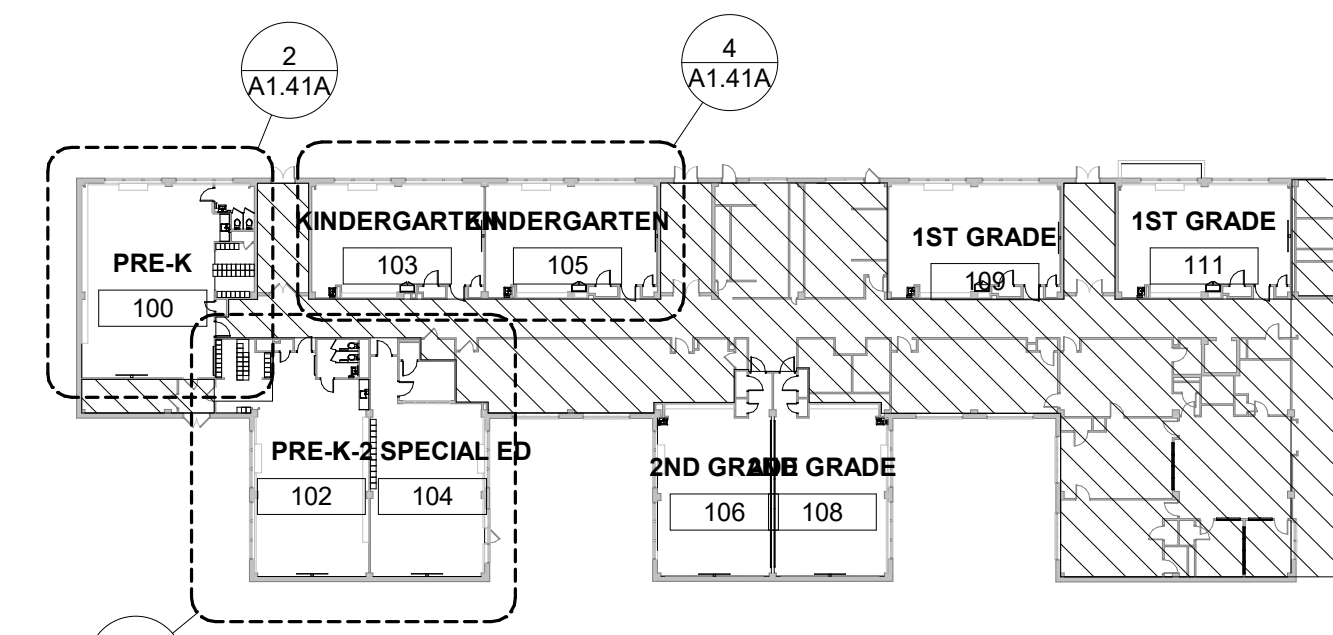 2
A1.41A
4
A1.41A
KINDERGARTEN
KINDERGARTEN
1ST GRADE
1ST GRADE
PRE-K
103
105
109
111
100
PRE-K-2 SPECIAL ED
2ND GRADE
2ND GRADE
102
104
106
108